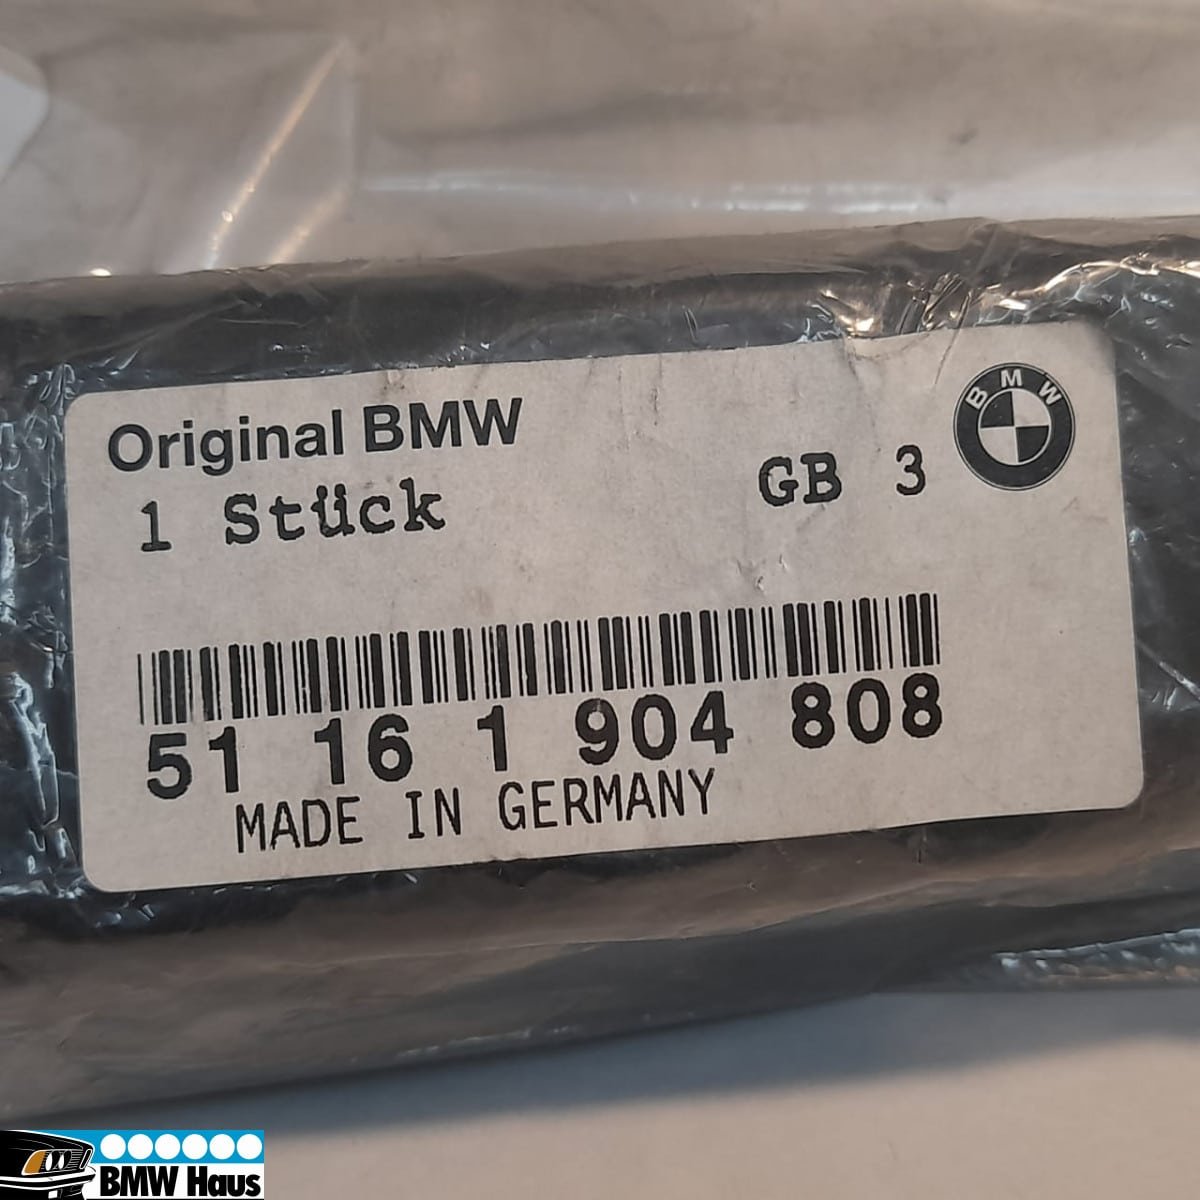 Original BMW
1 Stück GB 3
BMW
51 16 1 904 808
MADE IN GERMANY
BMW Haus